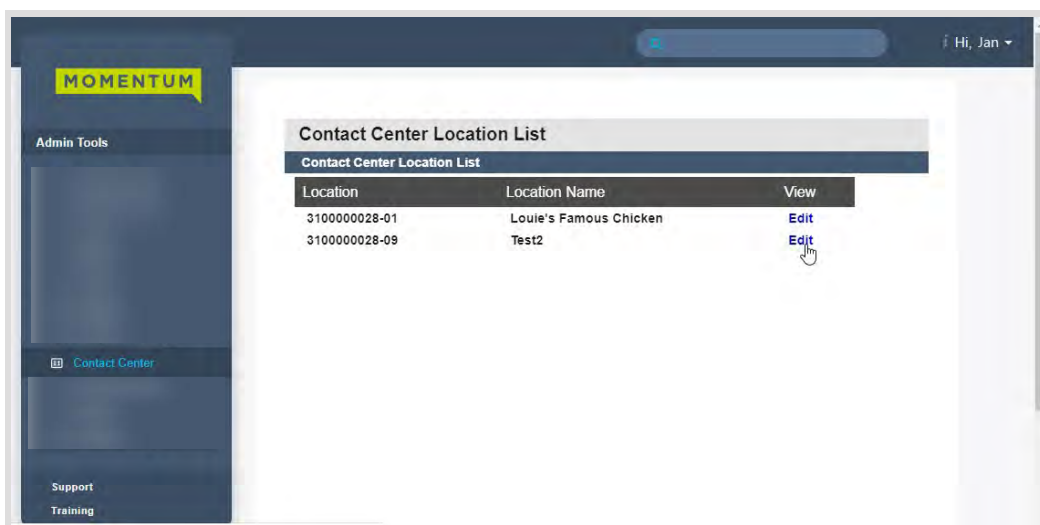 Hi, Jan
MOMENTUM
Admin Tools
Contact Center Location List
Contact Center Location List
Location Location Name View
3100000028-01 Louie's Famous Chicken Edit
3100000028-09 Test2 Edit
Contact Center
Support
Training